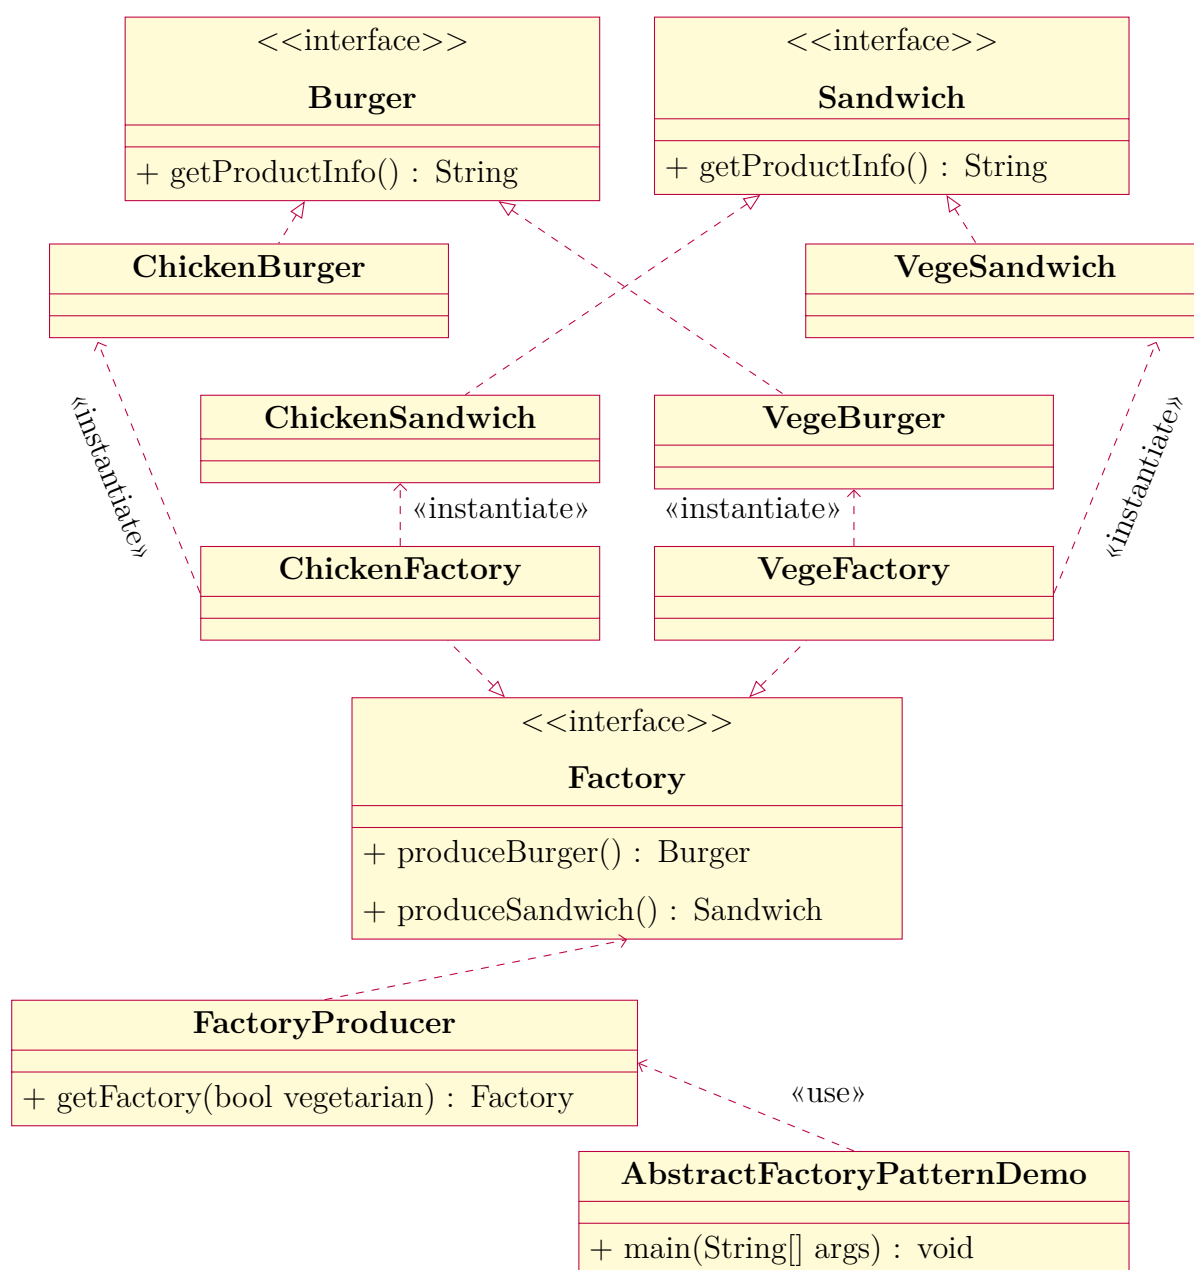 <<interface>>
Burger
+ getProductInfo() : String
<<interface>>
Sandwich
+ getProductInfo() : String
ChickenBurger
VegeSandwich
ChickenSandwich
VegeBurger
«instantiate»
«instantiate»
«instantiate»
«instantiate»
ChickenFactory
VegeFactory
<<interface>>
Factory
+ produceBurger() : Burger
+ produceSandwich() : Sandwich
FactoryProducer
+ getFactory(bool vegetarian) : Factory
«use»
AbstractFactoryPatternDemo
+ main(String[] args) : void